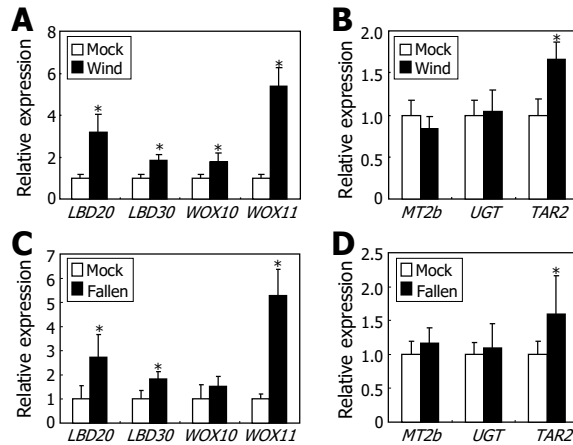 A
Relative expression
8
6
4
2
0
Mock
Wind
*
*
*
*
LBD20 LBD30 WOX10 WOX11
B
Relative expression
2.0
1.5
1.0
0.5
0
Mock
Wind
*
MT2b UGT TAR2
C
Relative expression
7
6
5
4
3
2
1
0
Mock
Fallen
*
*
*
LBD20 LBD30 WOX10 WOX11
D
Relative expression
2.5
2.0
1.5
1.0
0.5
0
Mock
Fallen
*
MT2b UGT TAR2